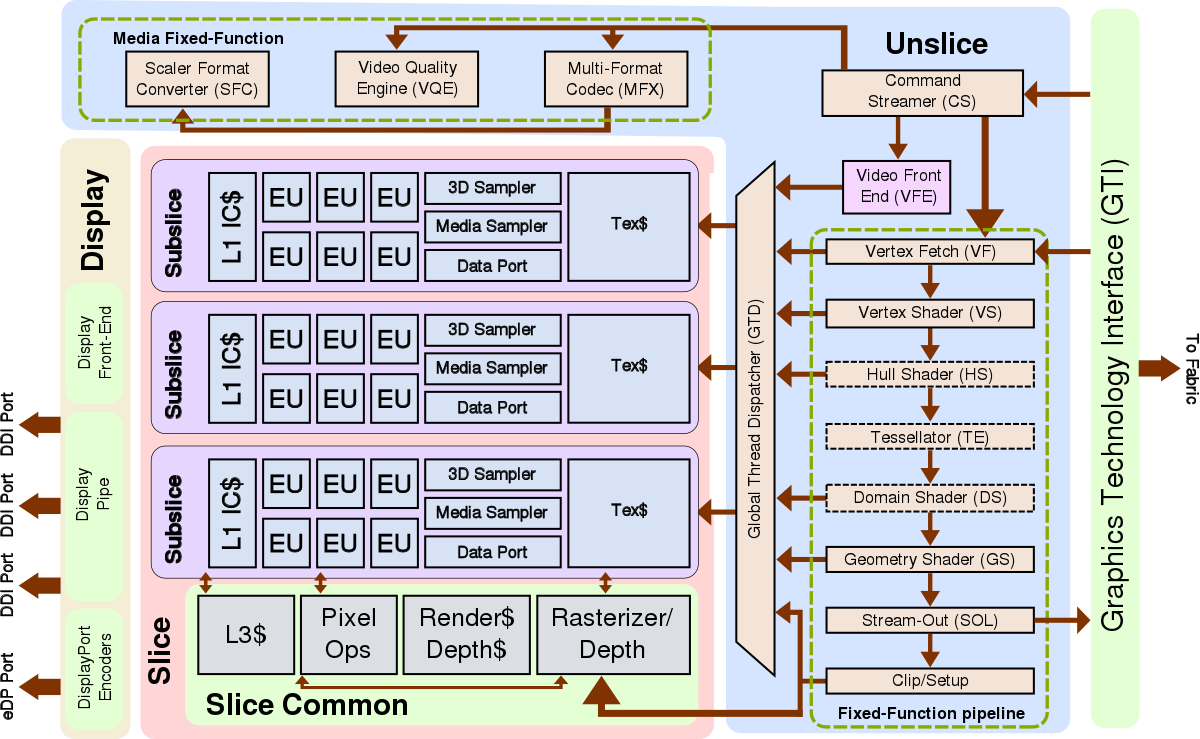 Media Fixed-Function
Scaler Format
Converter (SFC)
Video Quality
Engine (VQE)
Multi-Format
Codec (MFX)
Unslice
Command
Streamer (CS)
Video Front
End (VFE)
Vertex Fetch (VF)
Vertex Shader (VS)
Hull Shader (HS)
Tessellator (TE)
Domain Shader (DS)
Geometry Shader (GS)
Stream-Out (SOL)
Clip/Setup
Fixed-Function pipeline
Global Thread Dispatcher (GTD)
Graphics Technology Interface (GTI)
To Fabric
Display
Display
Front-End
Display
Pipe
DisplayPort
Encoders
DDI Port
DDI Port
DDI Port
eDP Port
Slice
Subslice
L1 IC$
EU EU EU
EU EU EU
3D Sampler
Media Sampler
Data Port
Tex$
Subslice
L1 IC$
EU EU EU
EU EU EU
3D Sampler
Media Sampler
Data Port
Tex$
Subslice
L1 IC$
EU EU EU
EU EU EU
3D Sampler
Media Sampler
Data Port
Tex$
L3$
Pixel
Ops
Render$
Depth$
Rasterizer/
Depth
Slice Common